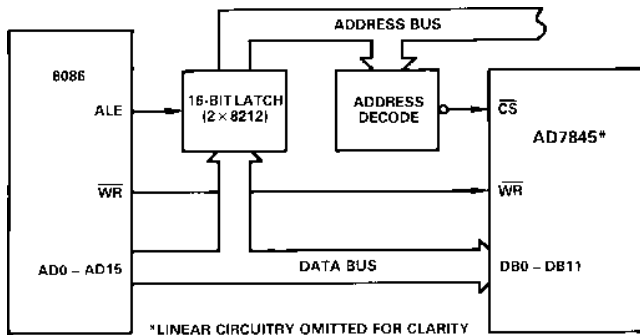 ADDRESS BUS
8086
ALE
16-BIT LATCH
(2 × 8212)
ADDRESS
DECODE
CS
AD7845*
WR
WR
AD0 – AD15
DATA BUS
DB0 – DB11
*LINEAR CIRCUITRY OMITTED FOR CLARITY